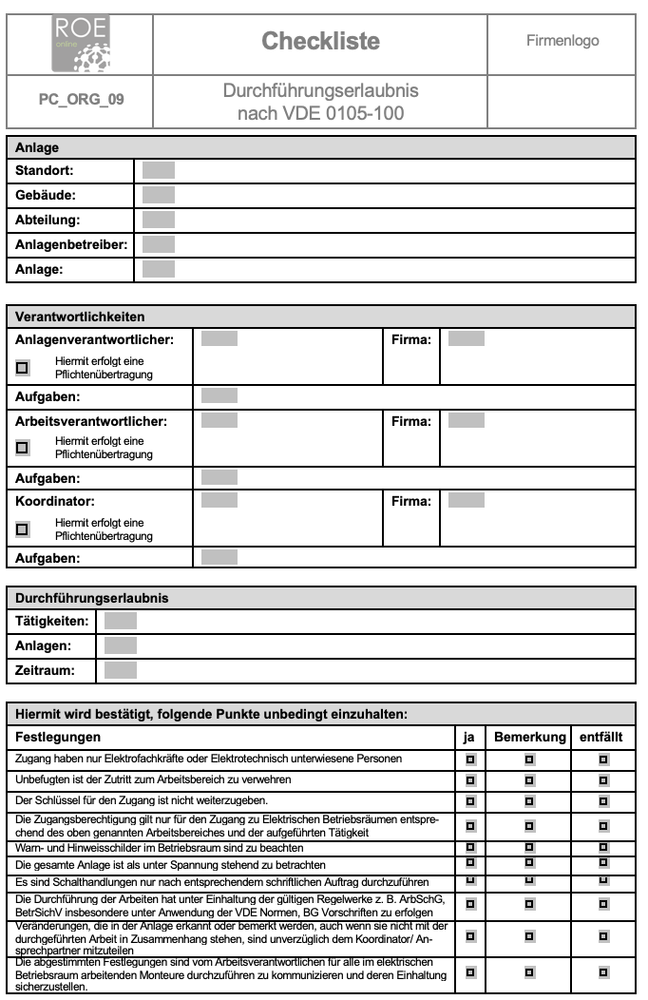 ROE
online
Checkliste
Firmenlogo
PC_ORG_09
Durchführungserlaubnis
nach VDE 0105-100
Anlage
Standort:
Gebäude:
Abteilung:
Anlagenbetreiber:
Anlage:
Verantwortlichkeiten
Anlagenverantwortlicher:
Firma:
Hiermit erfolgt eine
Pflichtenübertragung
Aufgaben:
Arbeitsverantwortlicher:
Firma:
Hiermit erfolgt eine
Pflichtenübertragung
Aufgaben:
Koordinator:
Firma:
Hiermit erfolgt eine
Pflichtenübertragung
Aufgaben:
Durchführungserlaubnis
Tätigkeiten:
Anlagen:
Zeitraum:
Hiermit wird bestätigt, folgende Punkte unbedingt einzuhalten:
Festlegungen ja Bemerkung entfällt
Zugang haben nur Elektrofachkräfte oder Elektrotechnisch unterwiesene Personen
Unbefugten ist der Zutritt zum Arbeitsbereich zu verwehren
Der Schlüssel für den Zugang ist nicht weiterzugeben.
Die Zugangsberechtigung gilt nur für den Zugang zu Elektrischen Betriebsräumen entspre-
chend des oben genannten Arbeitsbereiches und der aufgeführten Tätigkeit
Warn- und Hinweisschilder im Betriebsraum sind zu beachten
Die gesamte Anlage ist als unter Spannung stehend zu betrachten
Es sind Schalthandlungen nur nach entsprechendem schriftlichen Auftrag durchzuführen
Die Durchführung der Arbeiten hat unter Einhaltung der gültigen Regelwerke z. B. ArbSchG,
BetrSichV insbesondere unter Anwendung der VDE Normen, BG Vorschriften zu erfolgen
Veränderungen, die in der Anlage erkannt oder bemerkt werden, auch wenn sie nicht mit der
durchgeführten Arbeit in Zusammenhang stehen, sind unverzüglich dem Koordinator/ An-
sprechpartner mitzuteilen
Die abgestimmten Festlegungen sind vom Arbeitsverantwortlichen für alle im elektrischen
Betriebsraum arbeitenden Monteure durchzuführen zu kommunizieren und deren Einhaltung
sicherzustellen.